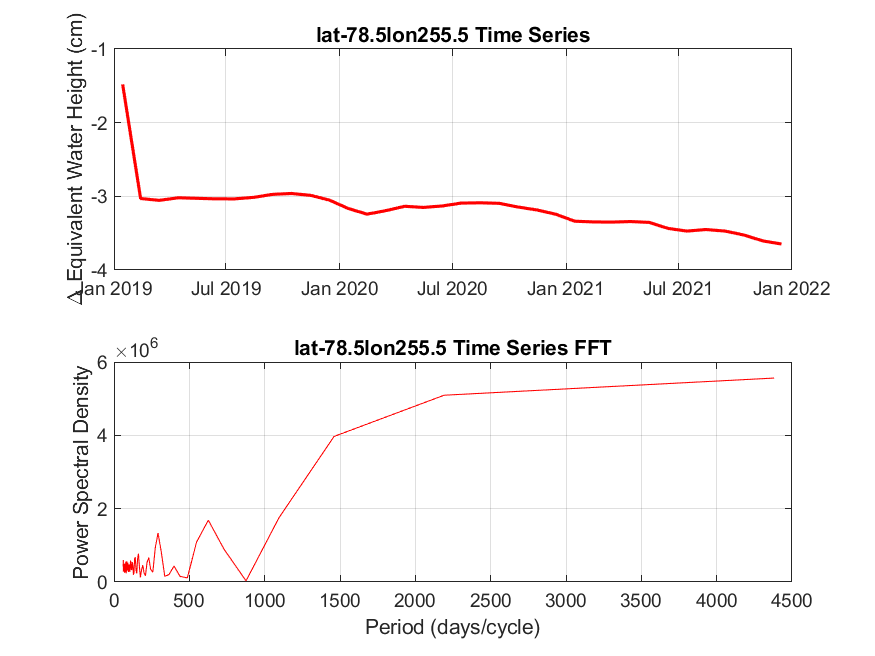 lat-78.5lon255.5 Time Series
Δ Equivalent Water Height (cm)
-1
-2
-3
-4
Jan 2019 Jul 2019 Jan 2020 Jul 2020 Jan 2021 Jul 2021 Jan 2022
lat-78.5lon255.5 Time Series FFT
×10⁶
Power Spectral Density
6
4
2
0
0 500 1000 1500 2000 2500 3000 3500 4000 4500
Period (days/cycle)